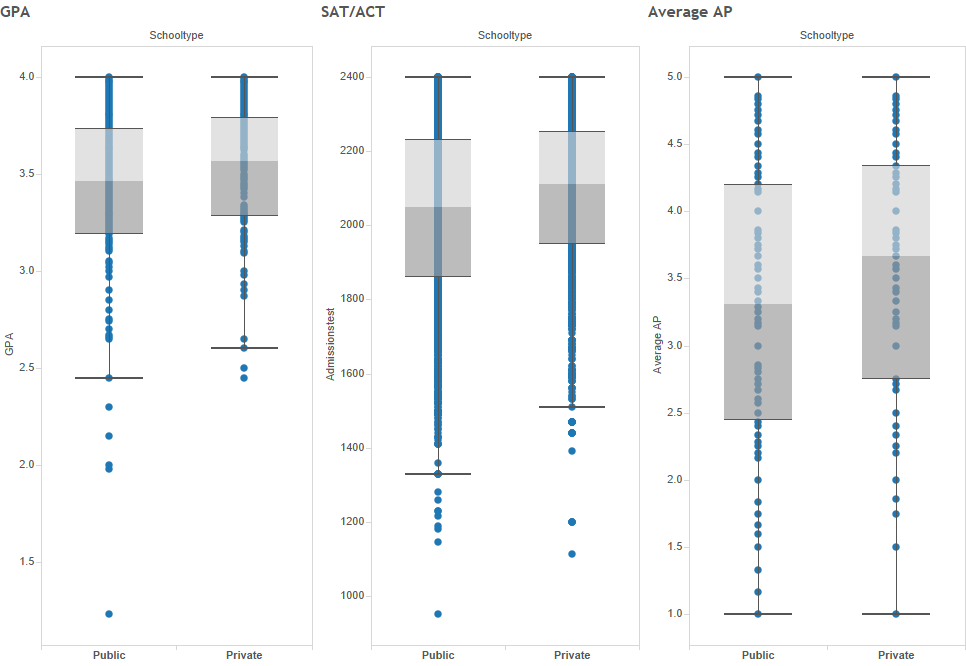 GPA
Schooltype
4.0
3.5
3.0
2.5
2.0
1.5
GPA
Public Private
SAT/ACT
Schooltype
2400
2200
2000
1800
1600
1400
1200
1000
Admissionstest
Public Private
Average AP
Schooltype
5.0
4.5
4.0
3.5
3.0
2.5
2.0
1.5
1.0
Average AP
Public Private